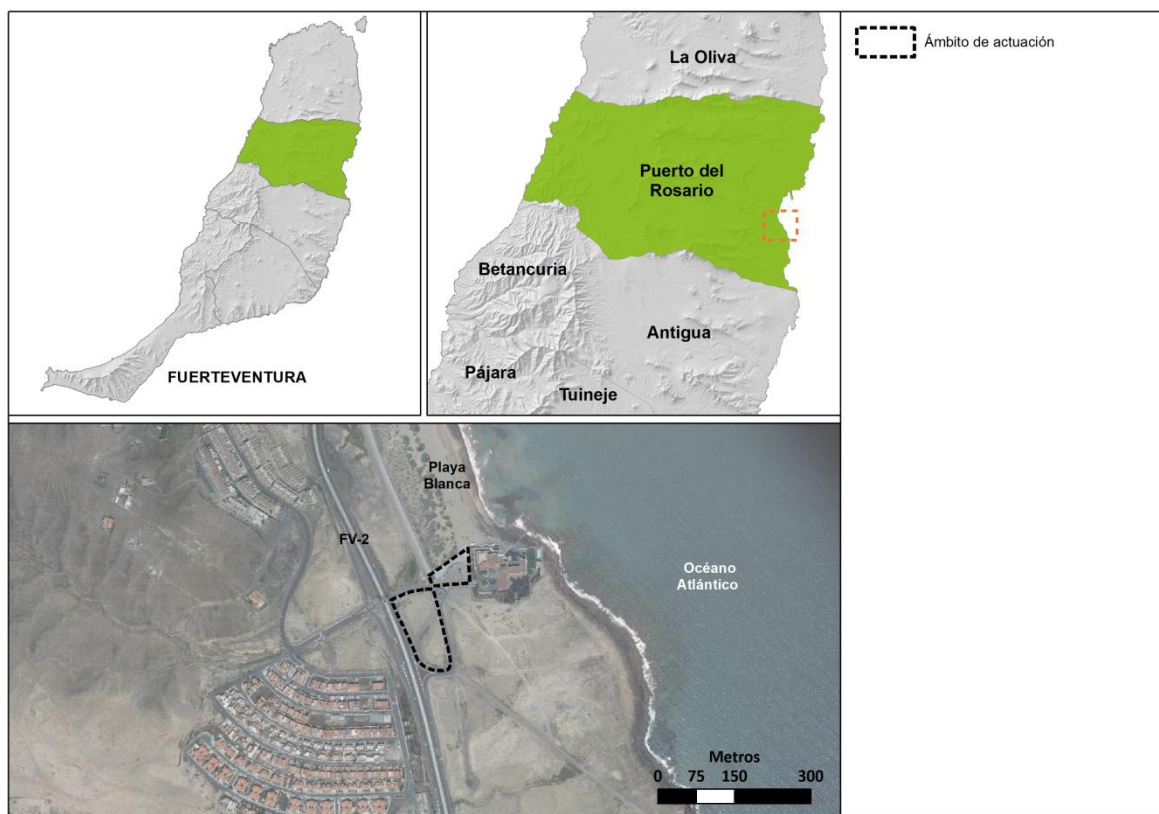 FUERTEVENTURA
La Oliva
Puerto del
Rosario
Betancuria
Antigua
Pájara
Tuineje
Ámbito de actuación
Playa
Blanca
FV-2
Océano
Atlántico
Metros
0 75 150 300